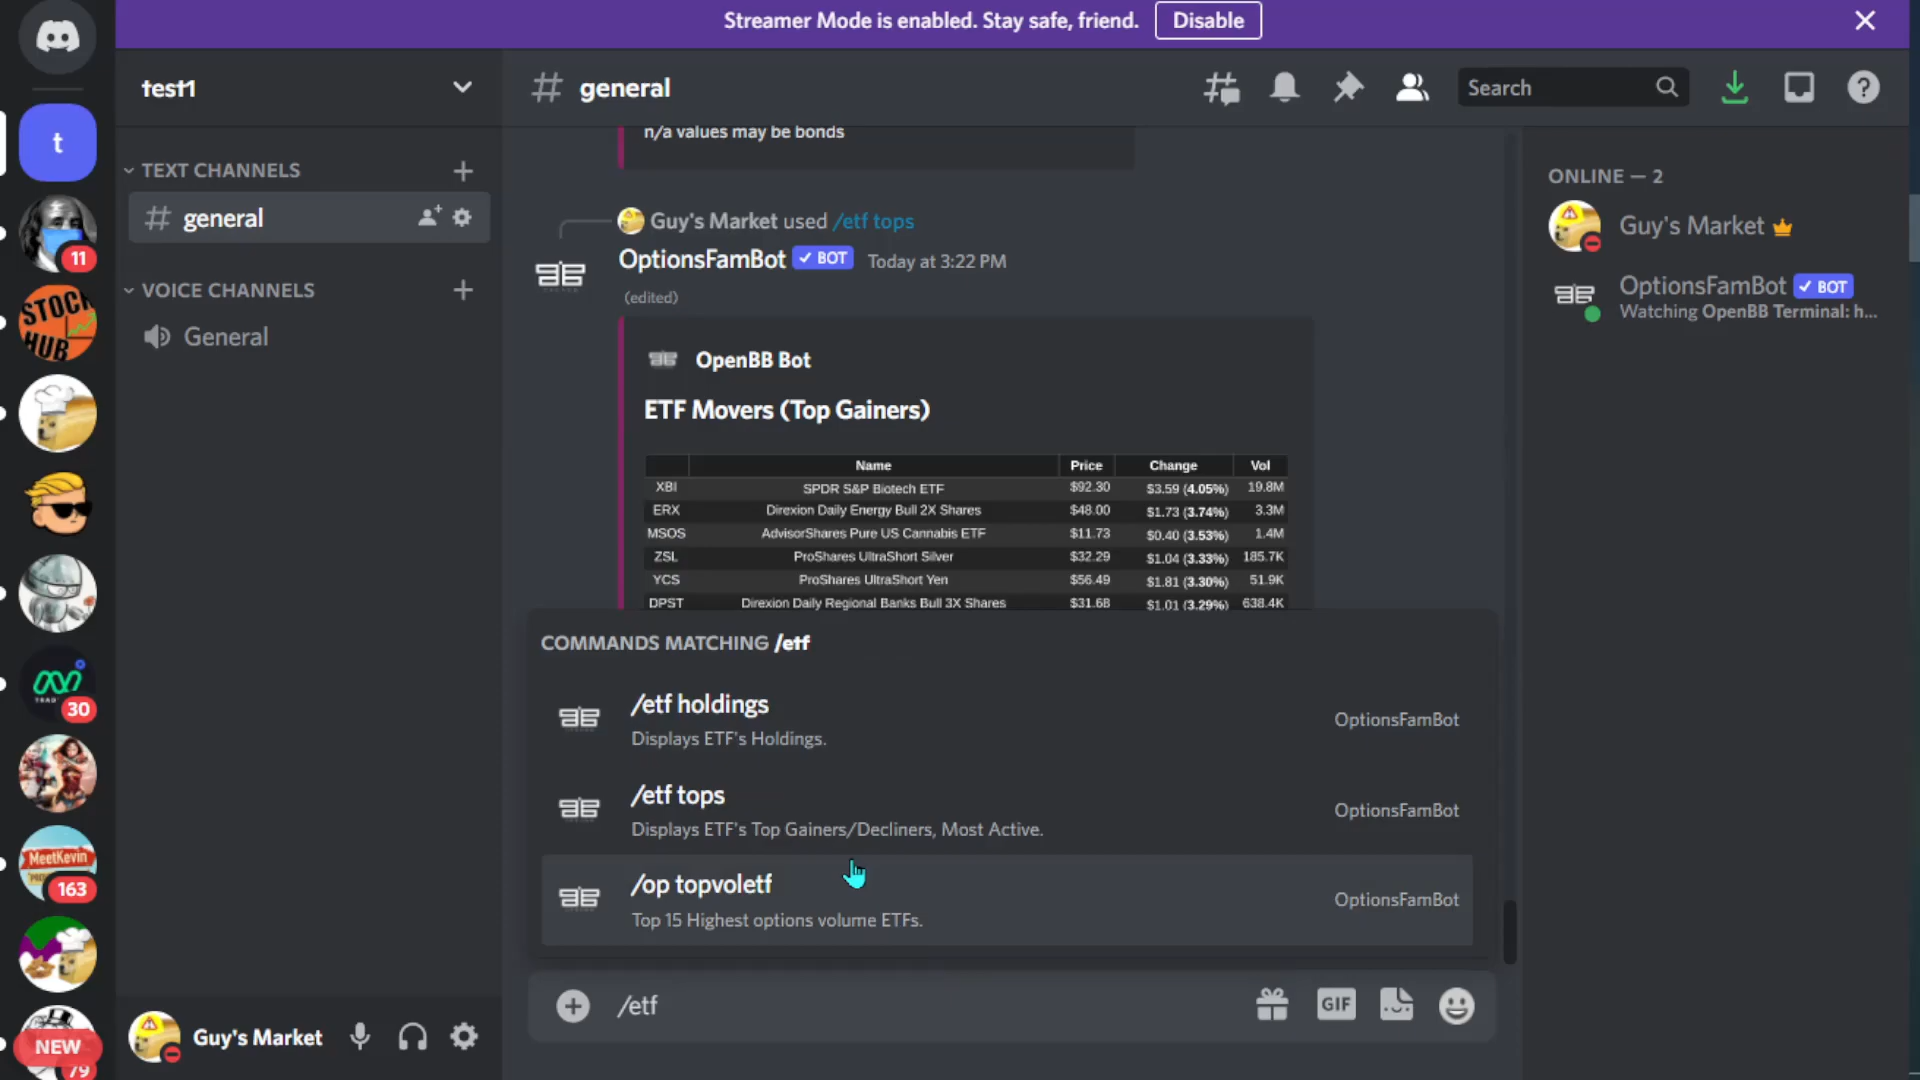 Streamer Mode is enabled. Stay safe, friend. Disable
test1
general
Search
TEXT CHANNELS
general
VOICE CHANNELS
General
t
11
STOCK
HUB
30
MeetKevin
163
NEW
79
n/a values may be bonds
Guy's Market used /etf tops
OptionsFamBot BOT Today at 3:22 PM
(edited)
OpenBB Bot
ETF Movers (Top Gainers)
Name Price Change Vol
XBI SPDR S&P Biotech ETF $92.30 $3.59 (4.05%) 19.8M
ERX Direxion Daily Energy Bull 2X Shares $48.00 $1.73 (3.74%) 3.3M
MSOS AdvisorShares Pure US Cannabis ETF $11.73 $0.40 (3.53%) 1.4M
ZSL ProShares UltraShort Silver $32.29 $1.04 (3.33%) 185.7K
YCS ProShares UltraShort Yen $56.49 $1.81 (3.30%) 51.9K
DPST Direxion Daily Regional Banks Bull 3X Shares $31.68 $1.01 (3.29%) 638.4K
COMMANDS MATCHING /etf
/etf holdings
Displays ETF's Holdings.
OptionsFamBot
/etf tops
Displays ETF's Top Gainers/Decliners, Most Active.
OptionsFamBot
/op topvoletf
Top 15 Highest options volume ETFs.
OptionsFamBot
/etf
GIF
Guy's Market
ONLINE — 2
Guy's Market
OptionsFamBot BOT
Watching OpenBB Terminal: h...